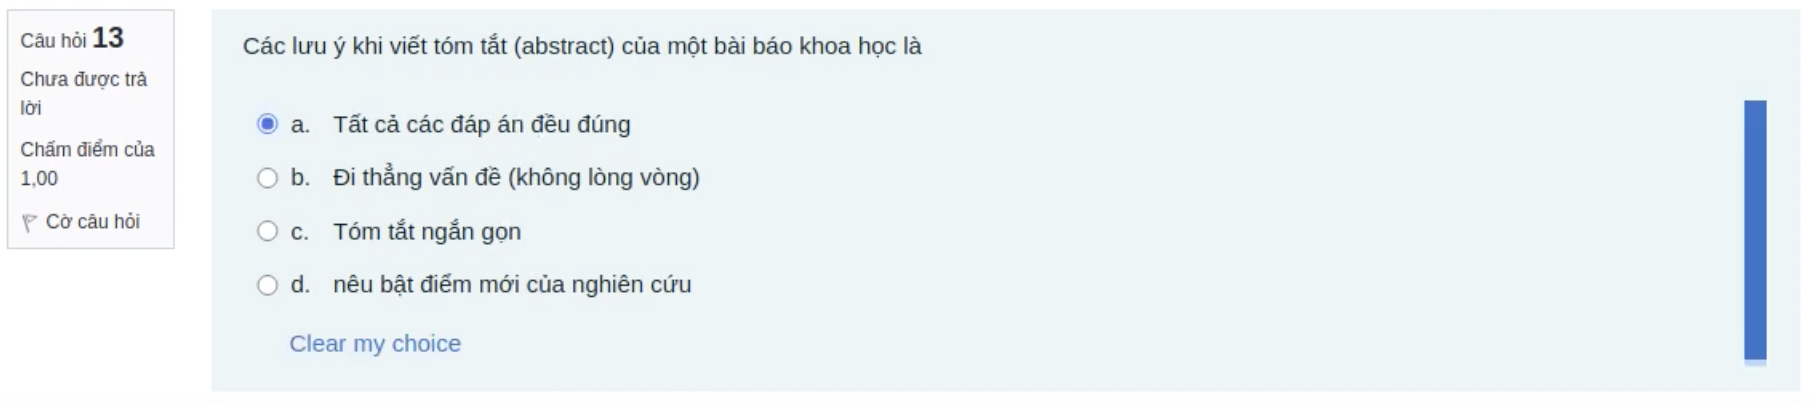 Câu hỏi 13
Chưa được trả
lời
Chấm điểm của
1,00
Cờ câu hỏi
Các lưu ý khi viết tóm tắt (abstract) của một bài báo khoa học là
a. Tất cả các đáp án đều đúng
b. Đi thẳng vấn đề (không lòng vòng)
c. Tóm tắt ngắn gọn
d. nêu bật điểm mới của nghiên cứu
Clear my choice